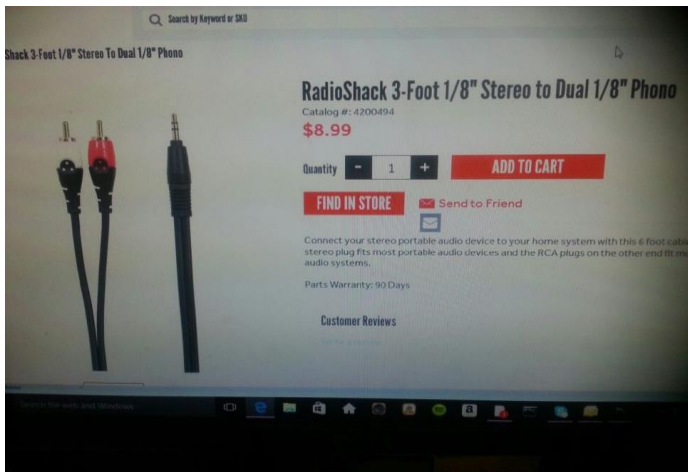 Search by Keyword or SKU
Shack 3-Foot 1/8" Stereo To Dual 1/8" Phono
RadioShack 3-Foot 1/8" Stereo to Dual 1/8" Phono
Catalog #: 4200494
$8.99
Quantity - 1 + ADD TO CART
FIND IN STORE Send to Friend
Connect your stereo portable audio device to your home system with this 6 foot
stereo plug fits most portable audio devices and the RCA plugs on the other end fit
audio systems.
Parts Warranty: 90 Days
Customer Reviews
Search the web and Windows